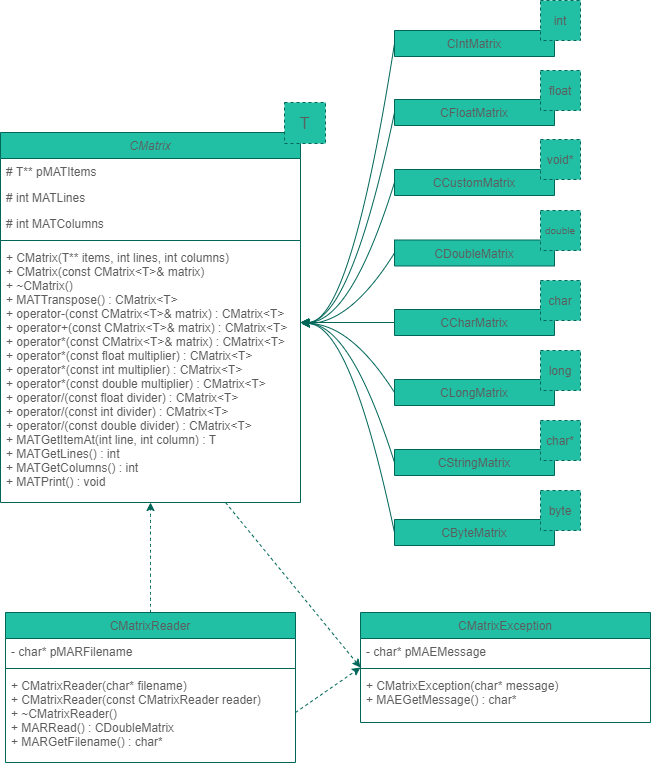 T
CMatrix
# T** pMATItems
# int MATLines
# int MATColumns
+ CMatrix(T** items, int lines, int columns)
+ CMatrix(const CMatrix<T>& matrix)
+ ~CMatrix()
+ MATTranspose() : CMatrix<T>
+ operator-(const CMatrix<T>& matrix) : CMatrix<T>
+ operator+(const CMatrix<T>& matrix) : CMatrix<T>
+ operator*(const CMatrix<T>& matrix) : CMatrix<T>
+ operator*(const float multiplier) : CMatrix<T>
+ operator*(const int multiplier) : CMatrix<T>
+ operator*(const double multiplier) : CMatrix<T>
+ operator/(const float divider) : CMatrix<T>
+ operator/(const int divider) : CMatrix<T>
+ operator/(const double divider) : CMatrix<T>
+ MATGetItemAt(int line, int column) : T
+ MATGetLines() : int
+ MATGetColumns() : int
+ MATPrint() : void
int
CIntMatrix
float
CFloatMatrix
void*
CCustomMatrix
double
CDoubleMatrix
char
CCharMatrix
long
CLongMatrix
char*
CStringMatrix
byte
CByteMatrix
CMatrixReader
- char* pMARFilename
+ CMatrixReader(char* filename)
+ CMatrixReader(const CMatrixReader reader)
+ ~CMatrixReader()
+ MARRead() : CDoubleMatrix
+ MARGetFilename() : char*
CMatrixException
- char* pMAEMessage
+ CMatrixException(char* message)
+ MAEGetMessage() : char*